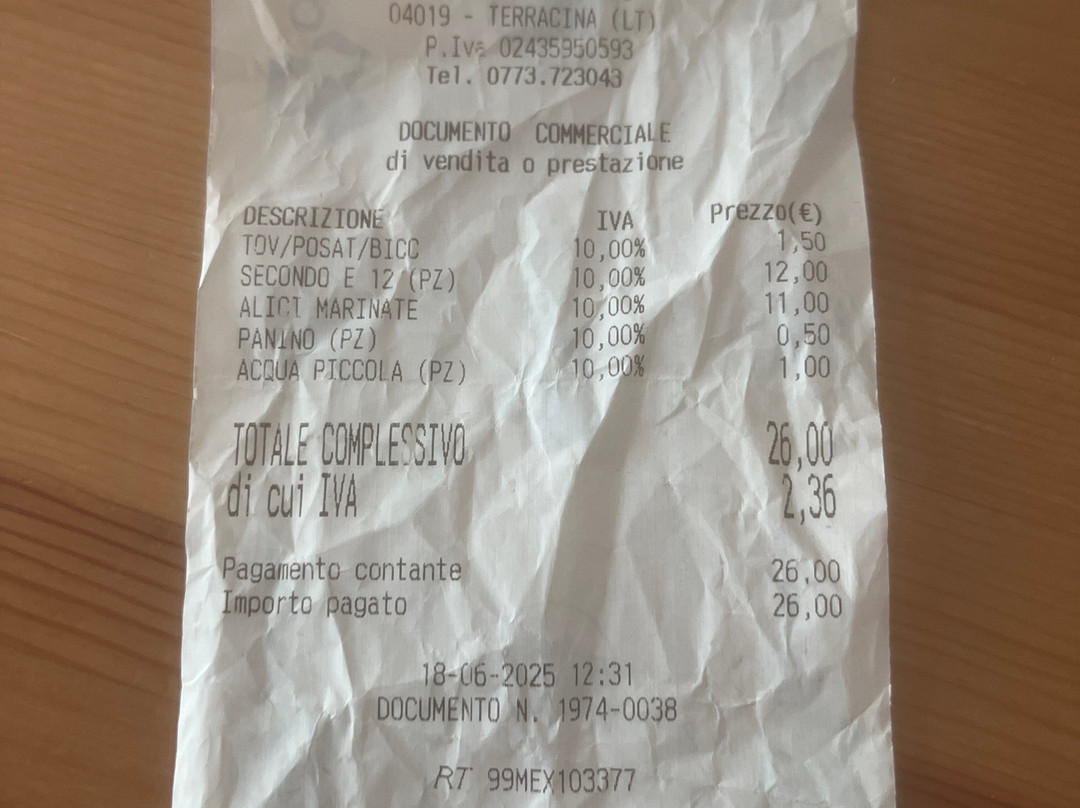 04019 - TERRACINA (LT)
P.Iva 02435950593
Tel. 0773.723043
DOCUMENTO COMMERCIALE
di vendita o prestazione
DESCRIZIONE IVA Prezzo(€)
TOV/POSAT/BICC 10,00% 1,50
SECONDO E 12 (PZ) 10,00% 12,00
ALICI MARINATE 10,00% 11,00
PANINO (PZ) 10,00% 0,50
ACQUA PICCOLA (PZ) 10,00% 1,00
TOTALE COMPLESSIVO 26,00
di cui IVA 2,36
Pagamento contante 26,00
Importo pagato 26,00
18-06-2025 12:31
DOCUMENTO N. 1974-0038
RT 99MEX103377